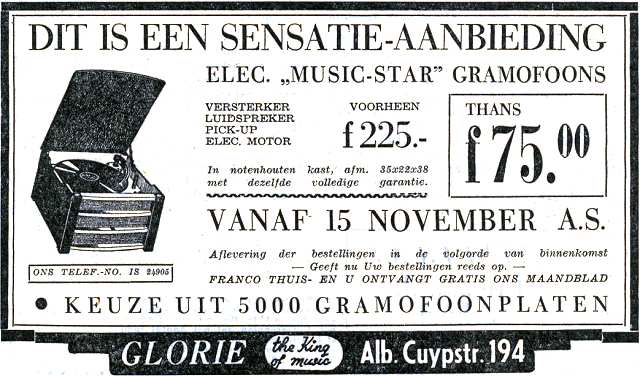 DIT IS EEN SENSATIE-AANBIEDING
ELEC. „MUSIC-STAR” GRAMOFOONS
VERSTERKER
LUIDSPREKER
PICK-UP
ELEC. MOTOR
VOORHEEN
f 225.-
THANS
f 75.00
In notenhouten kast, afm. 35x22x38
met dezelfde volledige garantie.
VANAF 15 NOVEMBER A.S.
Aflevering der bestellingen in de volgorde van binnenkomst
— Geeft nu Uw bestellingen reeds op. —
FRANCO THUIS- EN U ONTVANGT GRATIS ONS MAANDBLAD
ONS TELEF.-NO. IS 24905
• KEUZE UIT 5000 GRAMOFOONPLATEN
GLORIE the King of music Alb. Cuypstr. 194